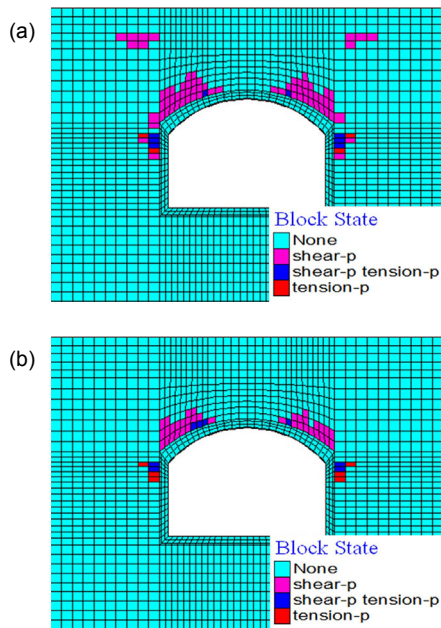 (a)
Block State
None
shear-p
shear-p tension-p
tension-p
(b)
Block State
None
shear-p
shear-p tension-p
tension-p